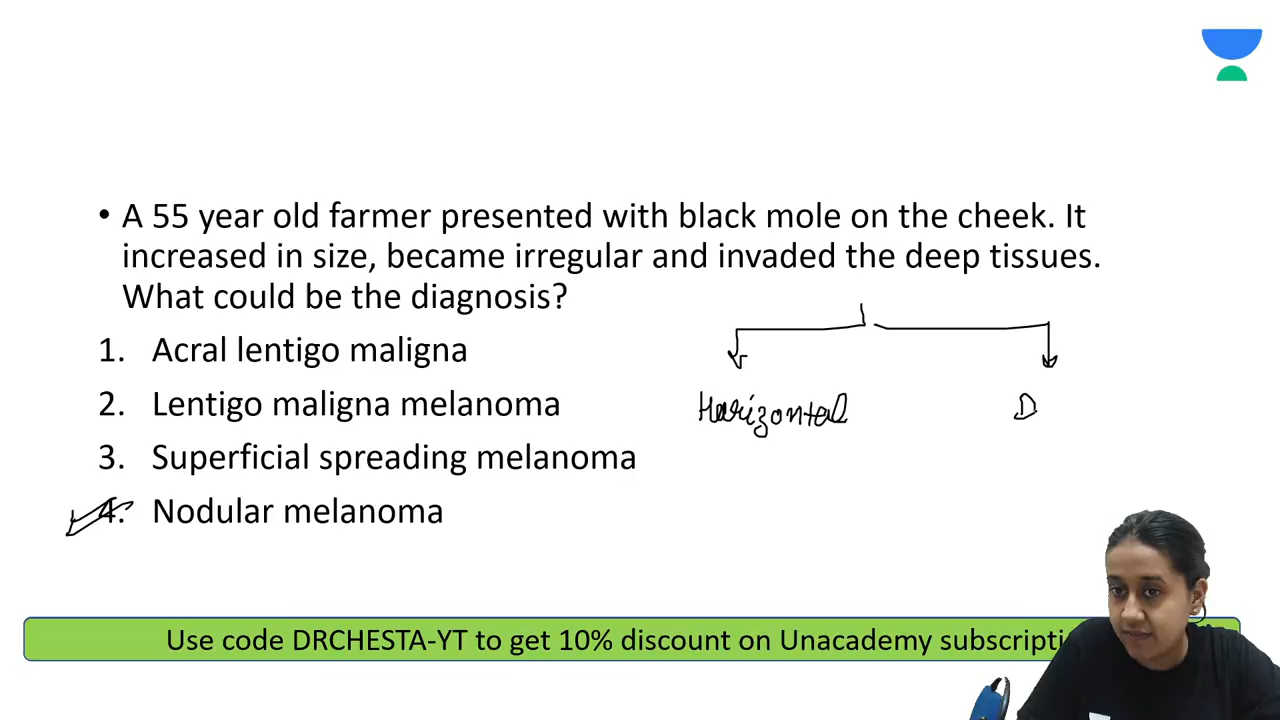 • A 55 year old farmer presented with black mole on the cheek. It
increased in size, became irregular and invaded the deep tissues.
What could be the diagnosis?
1. Acral lentigo maligna
2. Lentigo maligna melanoma
Horizontal D
3. Superficial spreading melanoma
4. Nodular melanoma
Use code DRCHESTA-YT to get 10% discount on Unacademy